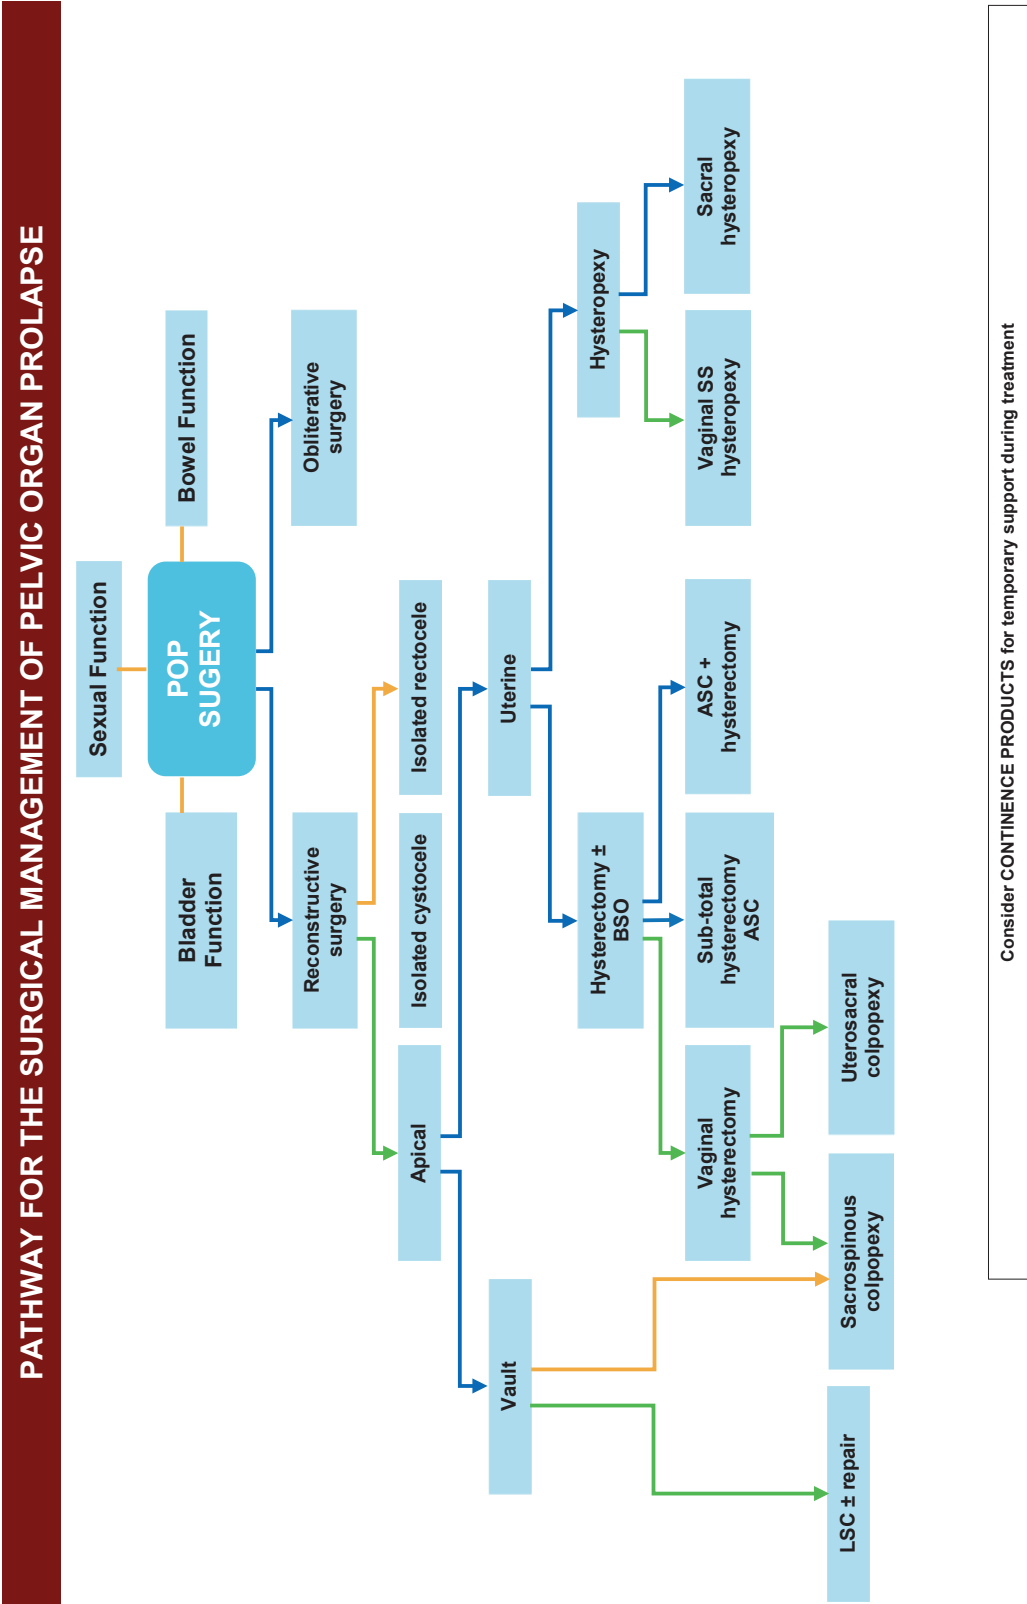 PATHWAY FOR THE SURGICAL MANAGEMENT OF PELVIC ORGAN PROLAPSE
Sexual Function
Bladder
Function
POP
SUGERY
Bowel Function
Reconstructive
surgery
Obliterative
surgery
Apical
Isolated cystocele
Isolated rectocele
Vault
Uterine
Hysterectomy ±
BSO
Hysteropexy
Vaginal
hysterectomy
Sub-total
hysterectomy
ASC
ASC +
hysterectomy
Vaginal SS
hysteropexy
Sacral
hysteropexy
LSC ± repair
Sacrospinous
colpopexy
Uterosacral
colpopexy
Consider CONTINENCE PRODUCTS for temporary support during treatment